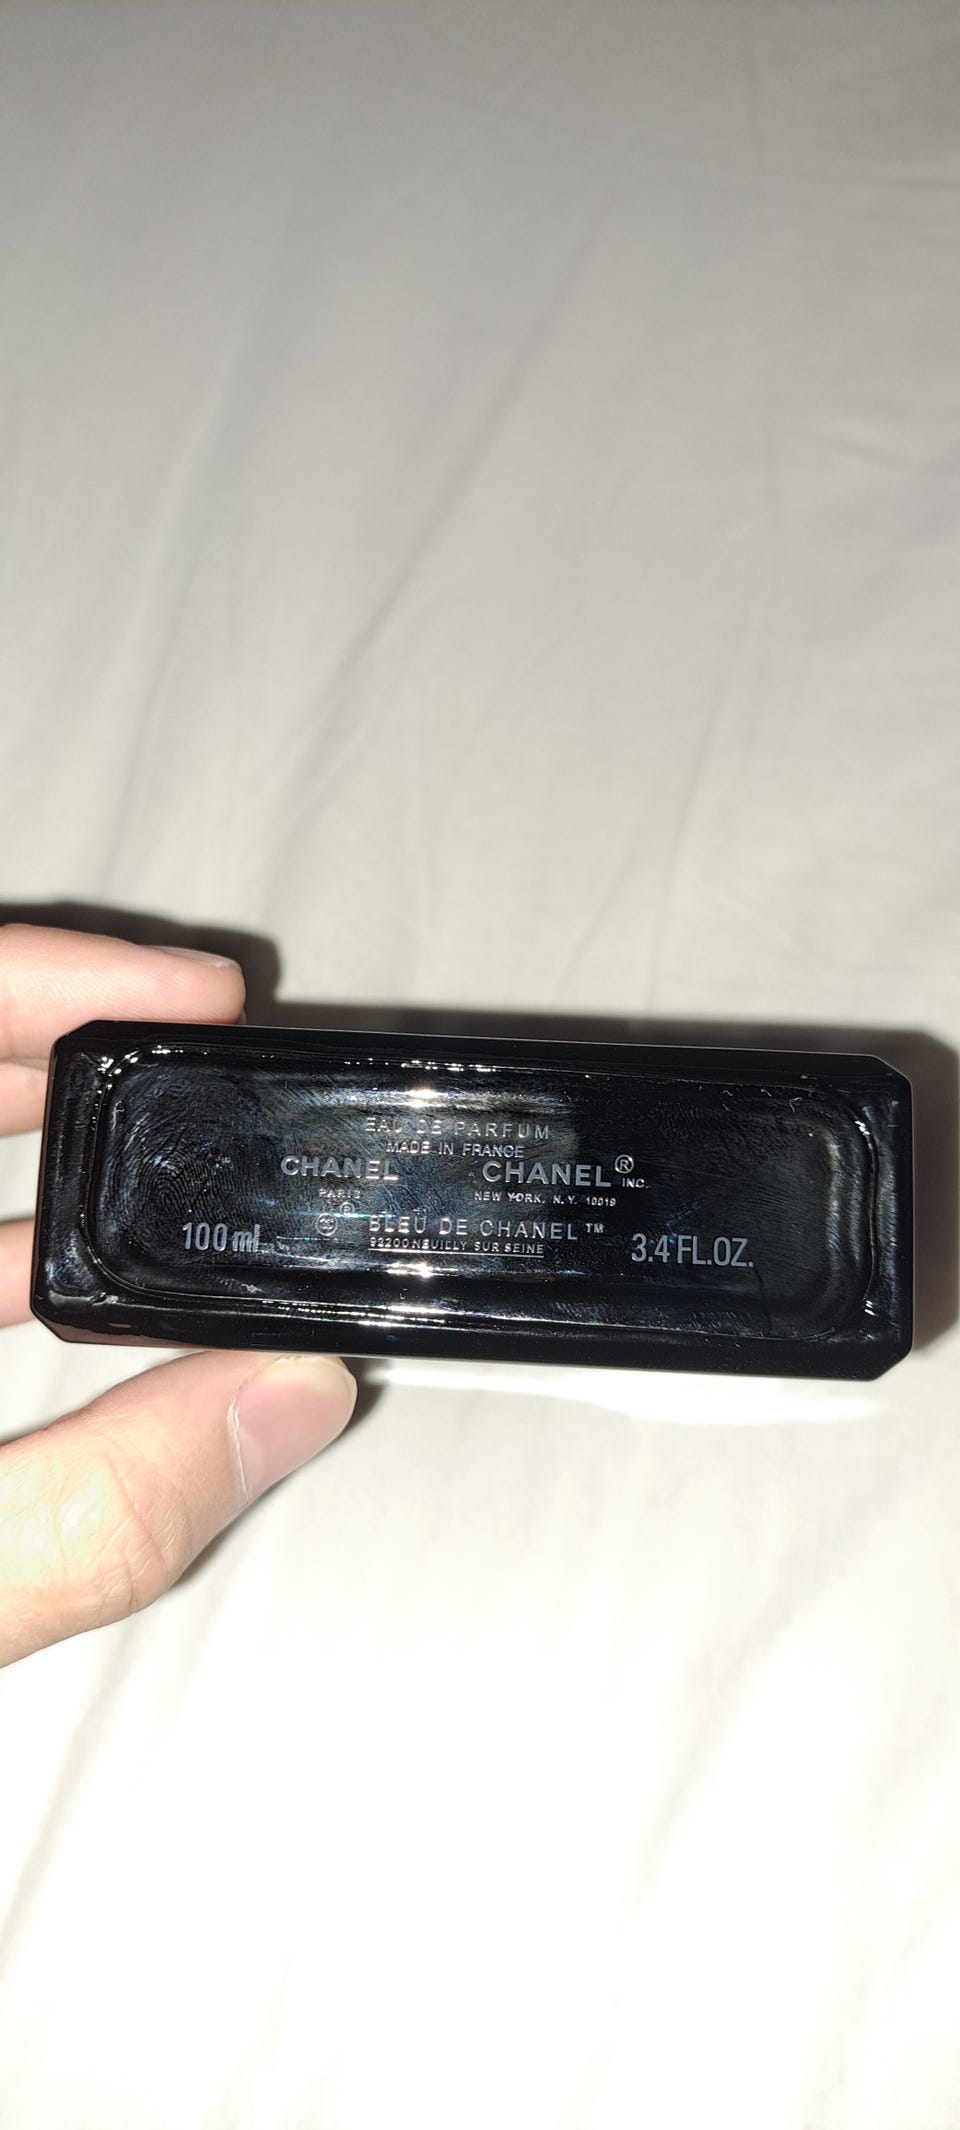 EAU DE PARFUM
MADE IN FRANCE
CHANEL CHANEL® INC.
PARIS NEW YORK. N.Y. 10019
BLEU DE CHANEL™
100 ml 92200 NEUILLY SUR SEINE 3.4 FL.OZ.